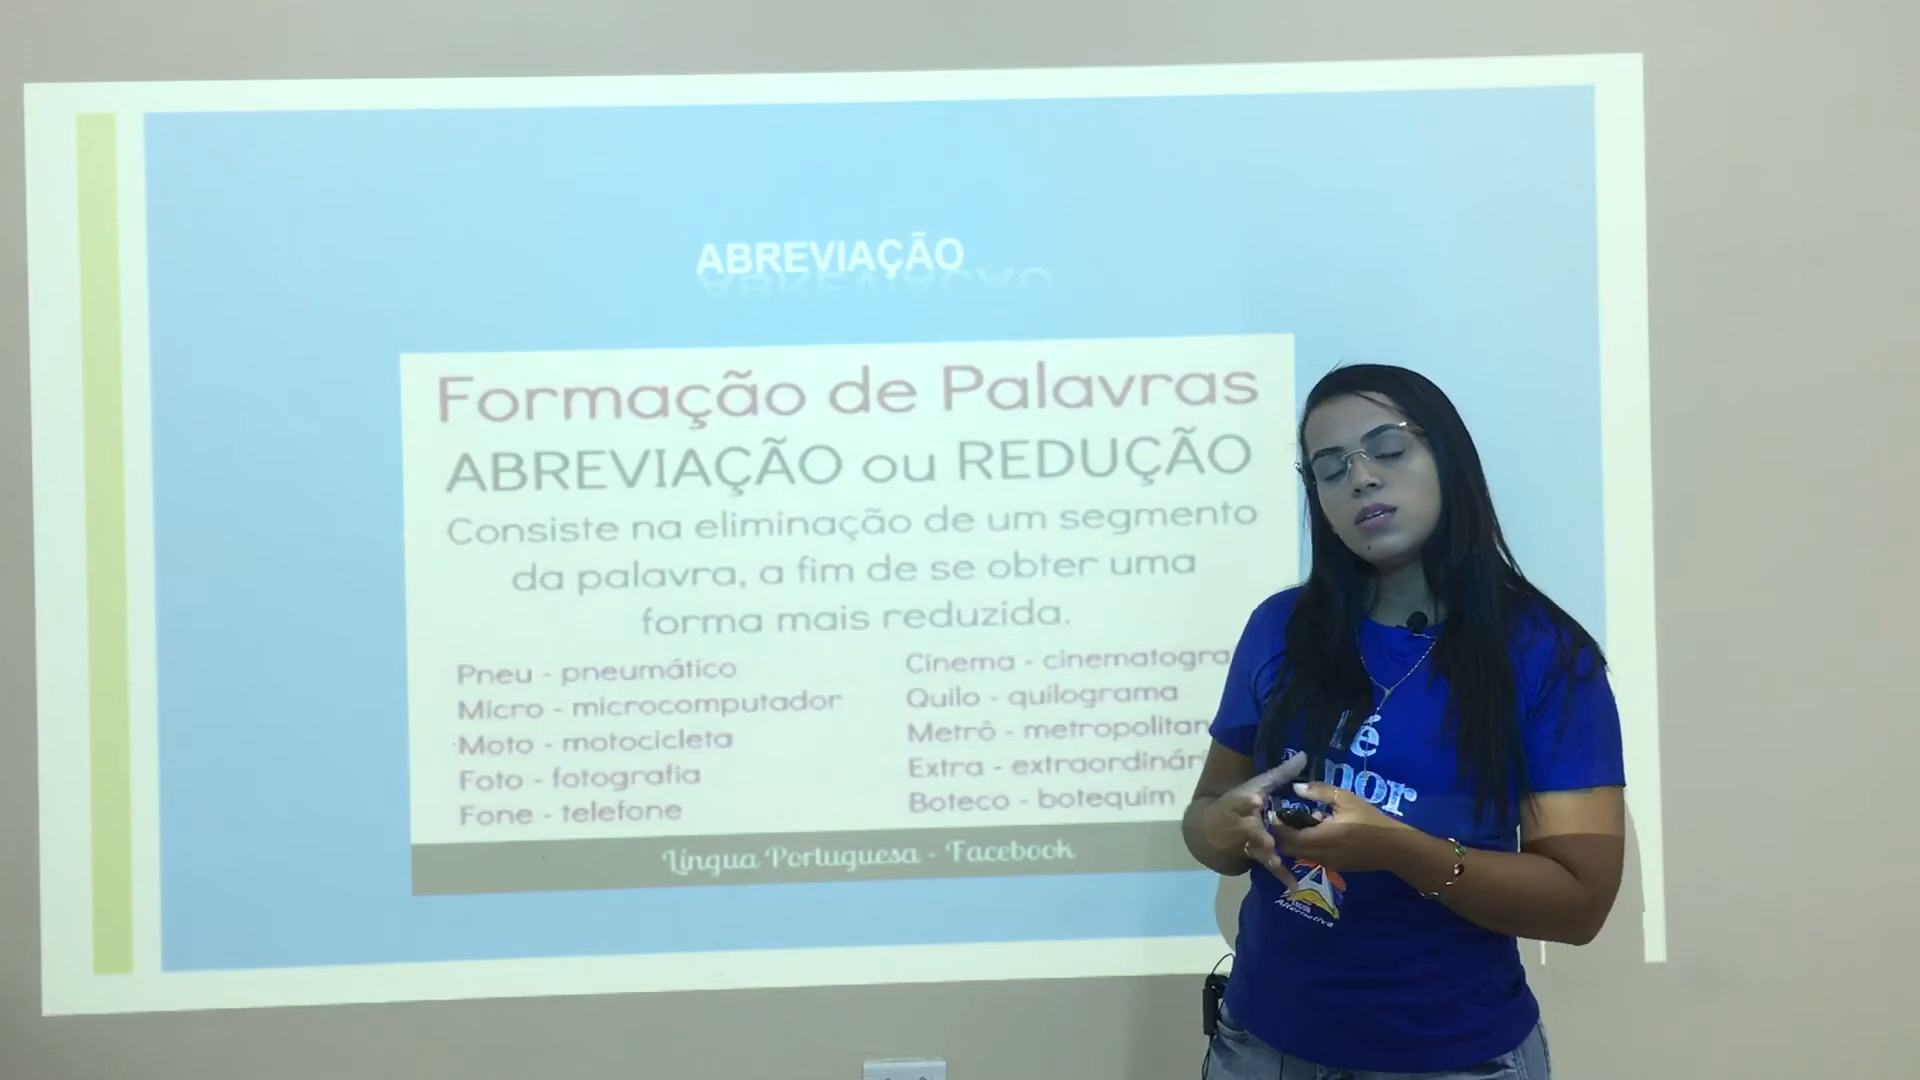 ABREVIAÇÃO
Formação de Palavras
ABREVIAÇÃO ou REDUÇÃO
Consiste na eliminação de um segmento
da palavra, a fim de se obter uma
forma mais reduzida.
Pneu - pneumático
Micro - microcomputador
Moto - motocicleta
Foto - fotografia
Fone - telefone
Cinema - cinematogra
Quilo - quilograma
Metrô - metropolitan
Extra - extraordinár
Boteco - botequim
Língua Portuguesa - Facebook
é
Alternativa